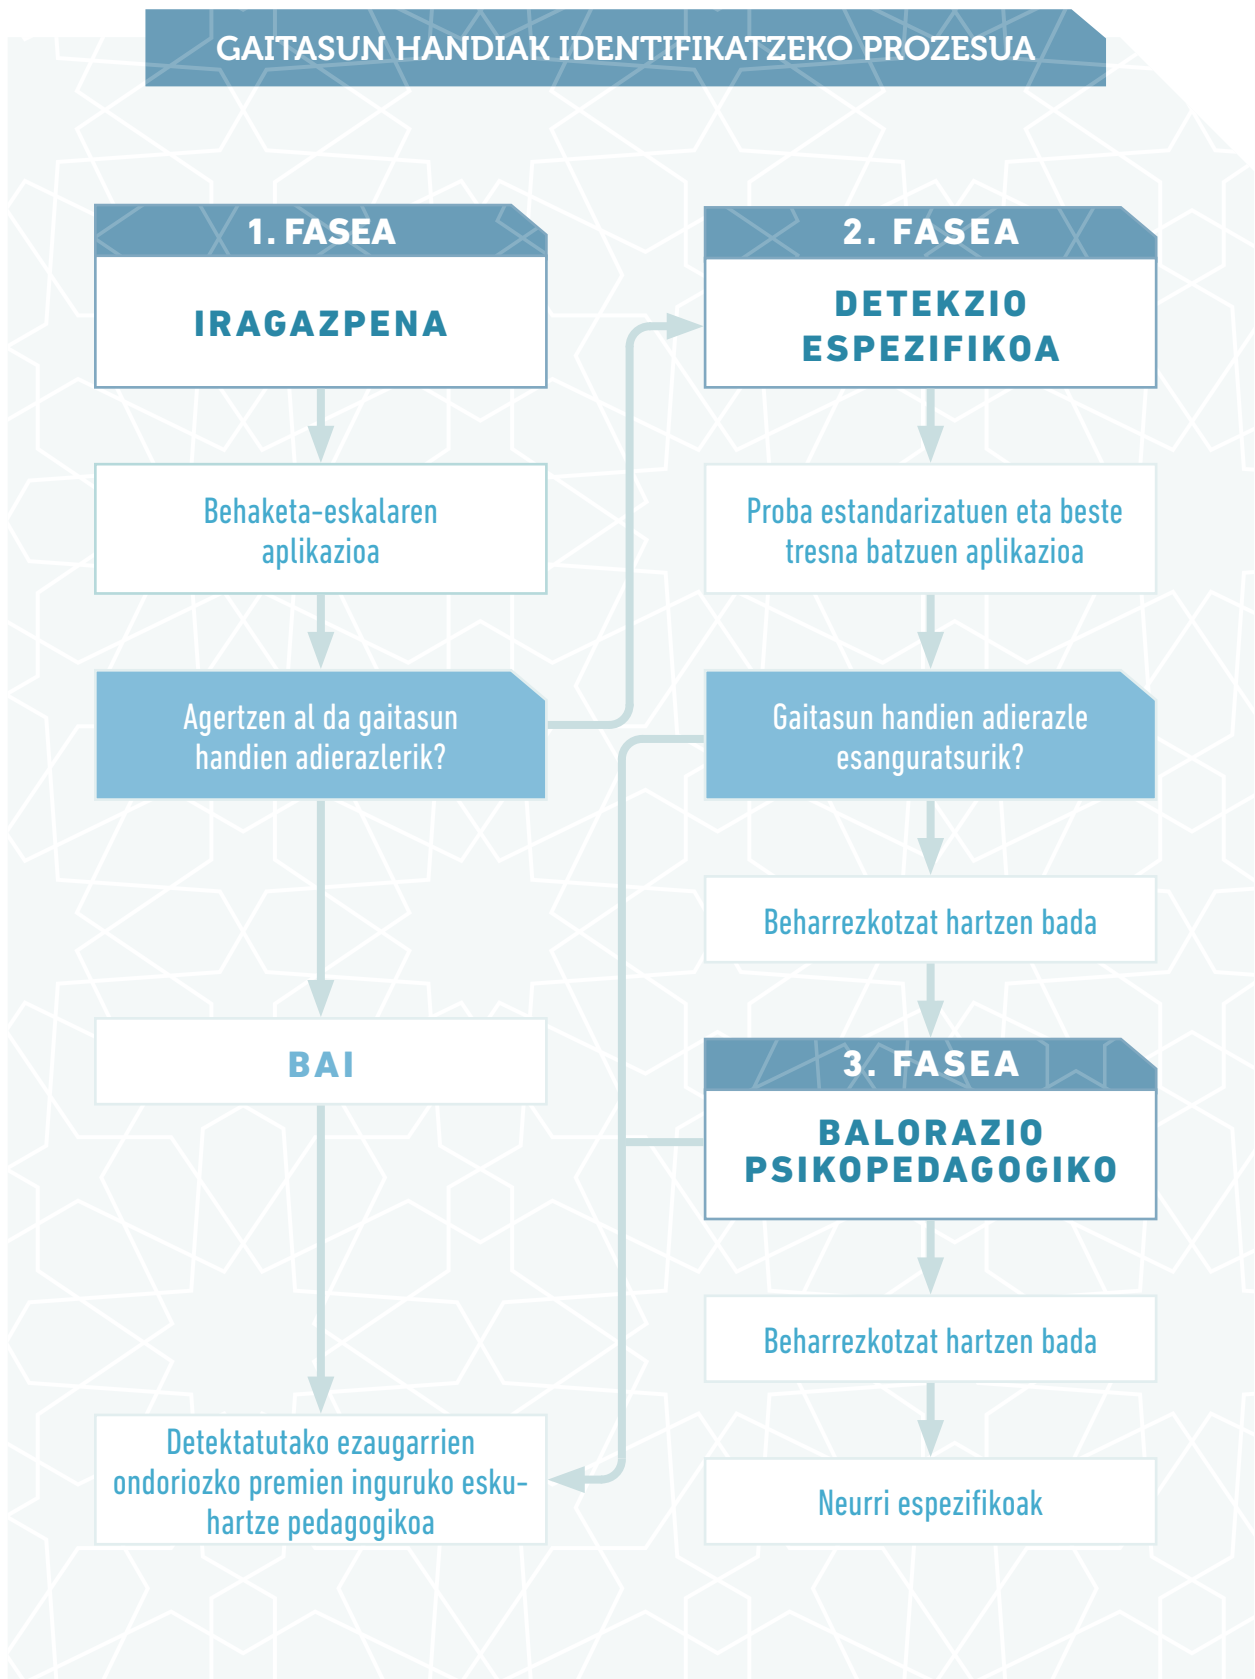 GAITASUN HANDIAK IDENTIFIKATZEKO PROZESUA
1. FASEA
IRAGAZPENA
Behaketa-eskalaren
aplikazioa
Agertzen al da gaitasun
handien adierazlerik?
BAI
Detektatutako ezaugarrien
ondoriozko premien inguruko esku-
hartze pedagogikoa
2. FASEA
DETEKZIO
ESPEZIFIKOA
Proba estandarizatuen eta beste
tresna batzuen aplikazioa
Gaitasun handien adierazle
esanguratsurik?
Beharrezkotzat hartzen bada
3. FASEA
BALORAZIO
PSIKOPEDAGOGIKO
Beharrezkotzat hartzen bada
Neurri espezifikoak